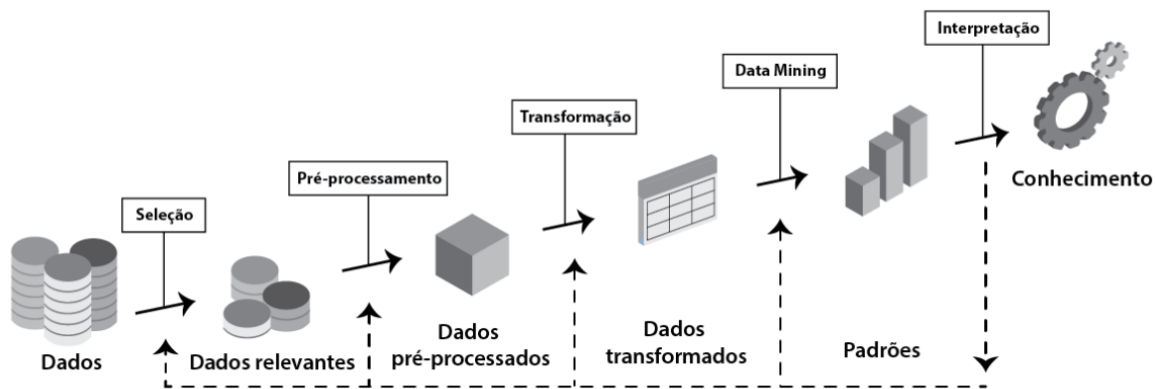 Interpretação
Data Mining
Transformação
Pré-processamento
Seleção
Conhecimento
Dados
Dados relevantes
Dados
pré-processados
Dados
transformados
Padrões